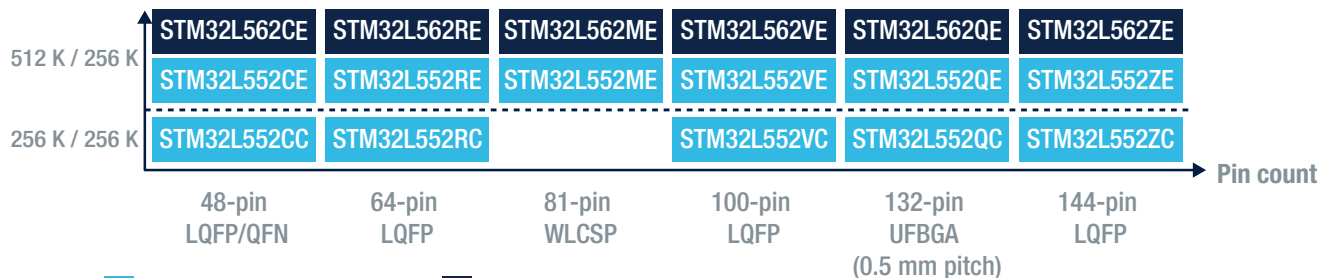 STM32L562CE STM32L562RE STM32L562ME STM32L562VE STM32L562QE STM32L562ZE
512 K / 256 K
STM32L552CE STM32L552RE STM32L552ME STM32L552VE STM32L552QE STM32L552ZE
256 K / 256 K STM32L552CC STM32L552RC STM32L552VC STM32L552QC STM32L552ZC
Pin count
48-pin 64-pin 81-pin 100-pin 132-pin 144-pin
LQFP/QFN LQFP WLCSP LQFP UFBGA LQFP
(0.5 mm pitch)